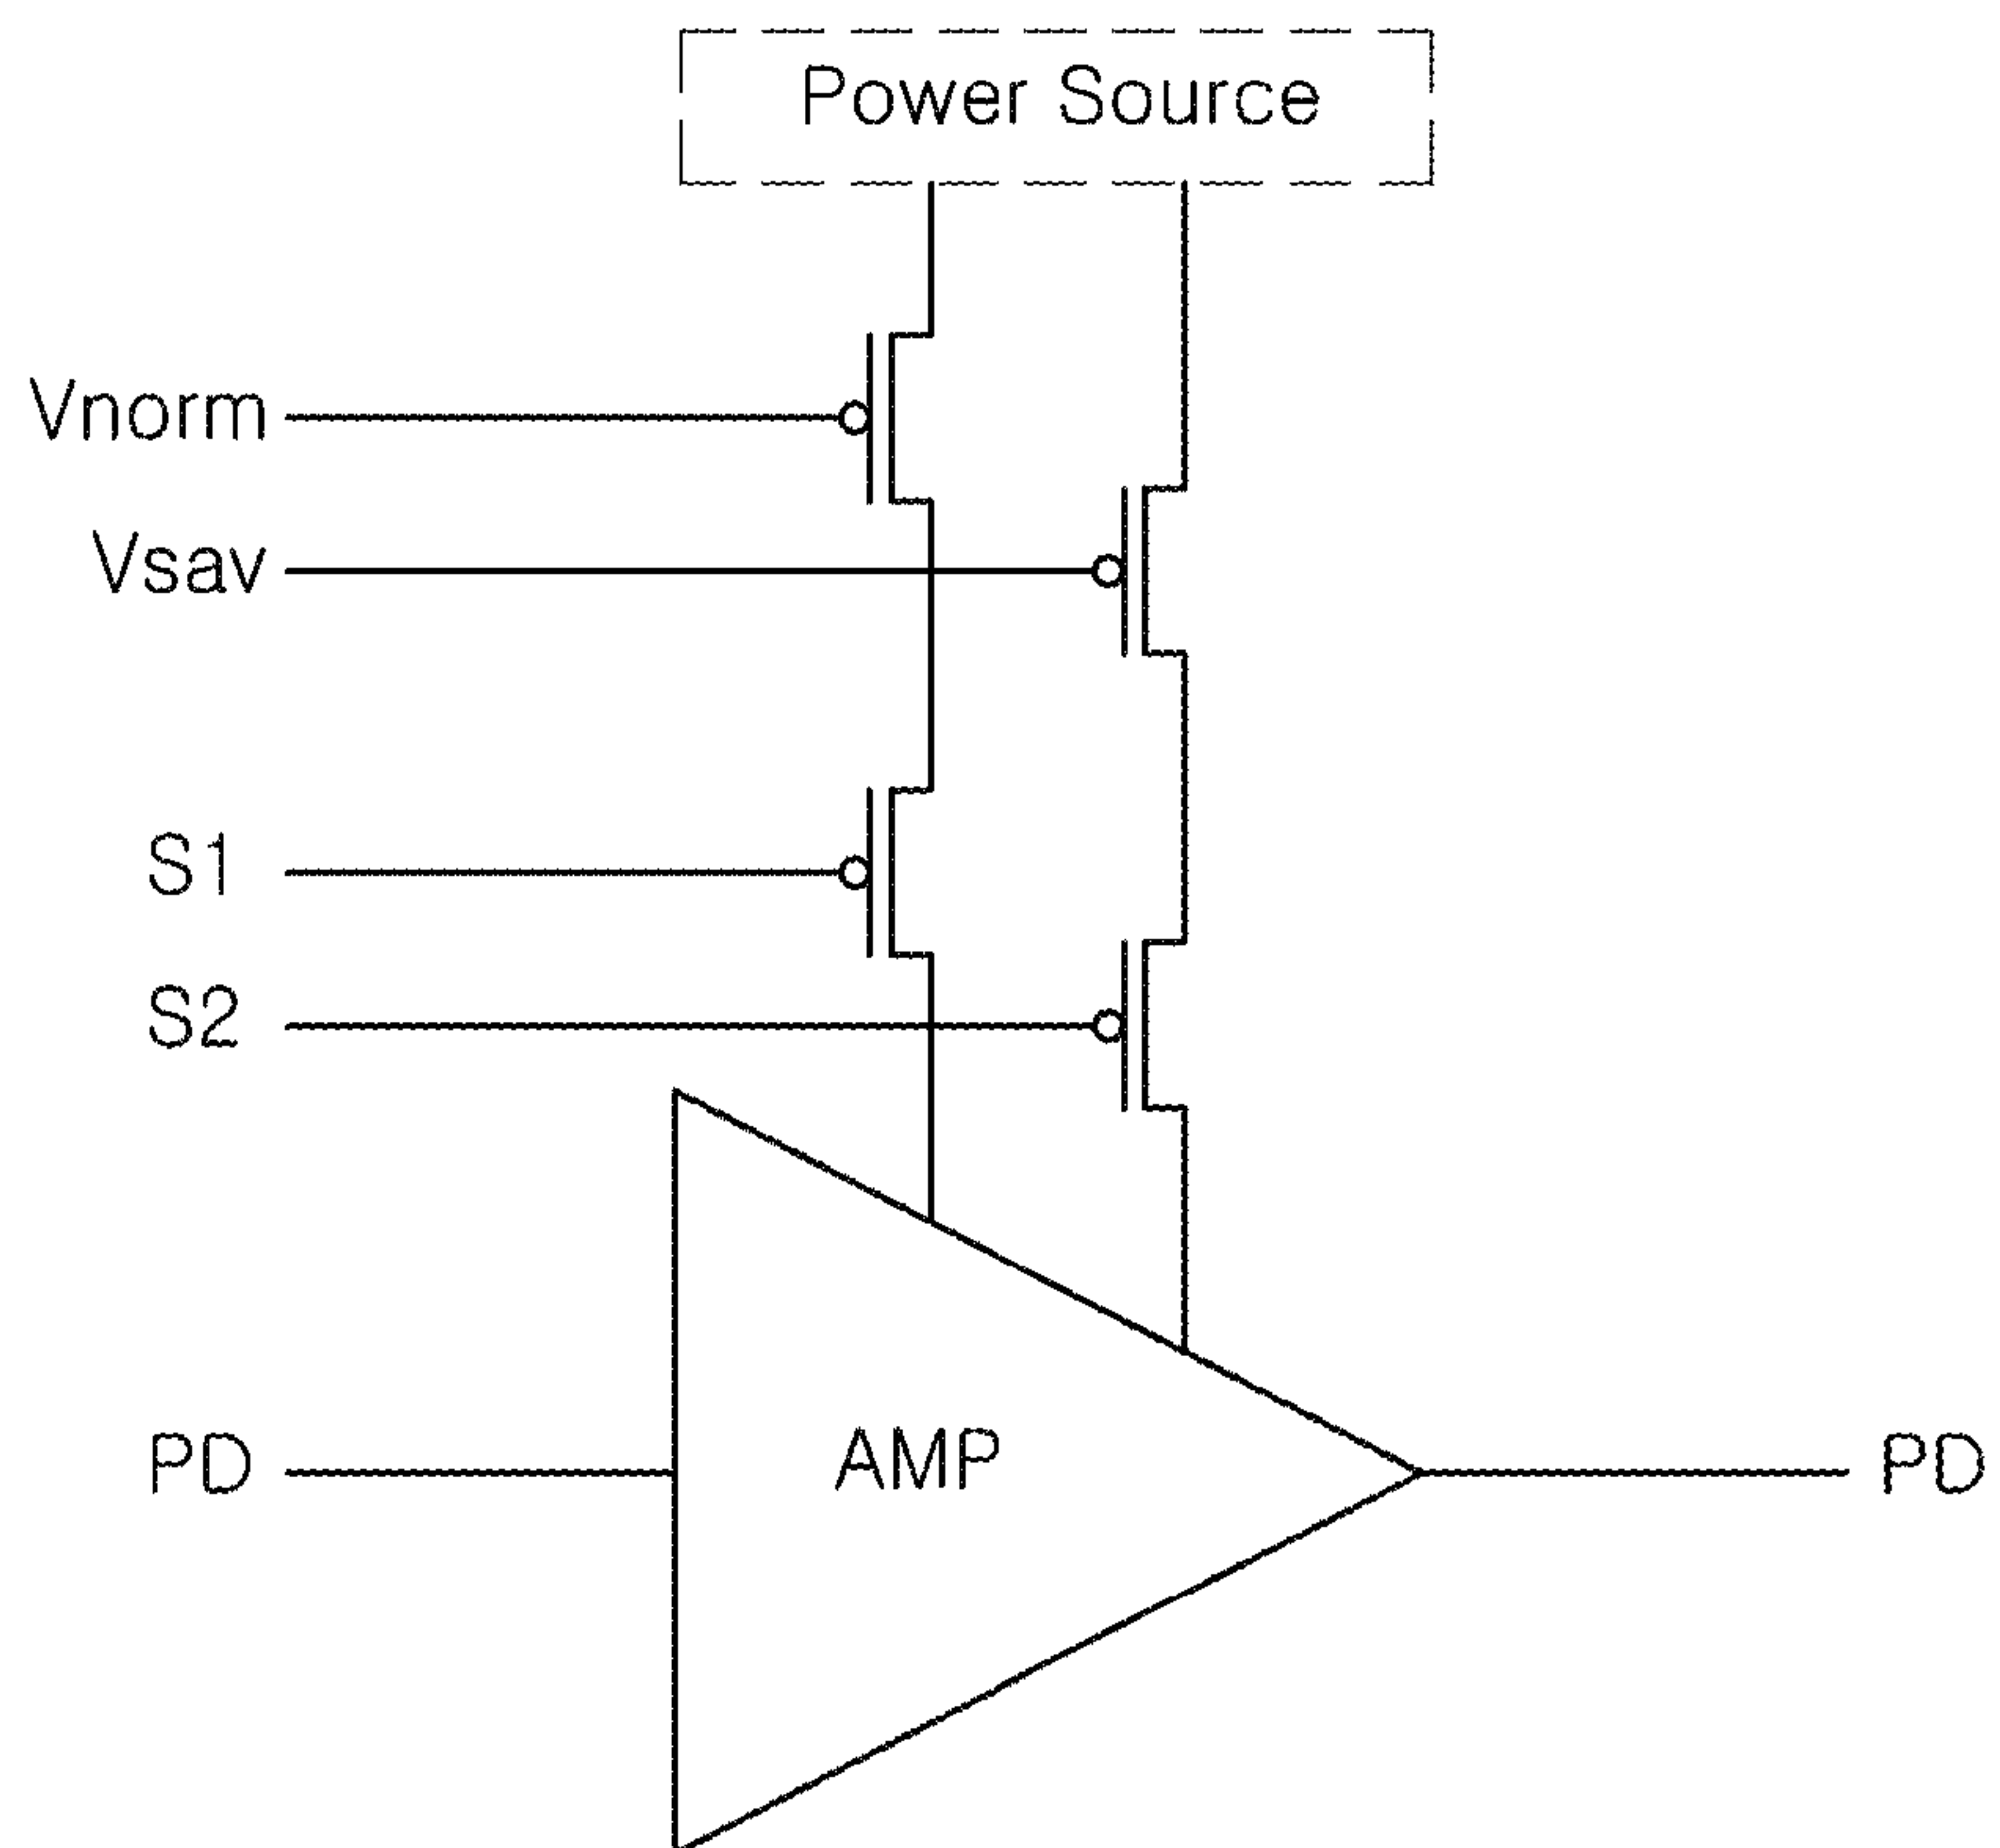 Power Source
Vnorm
Vsav
S1
S2
PD
AMP
PD